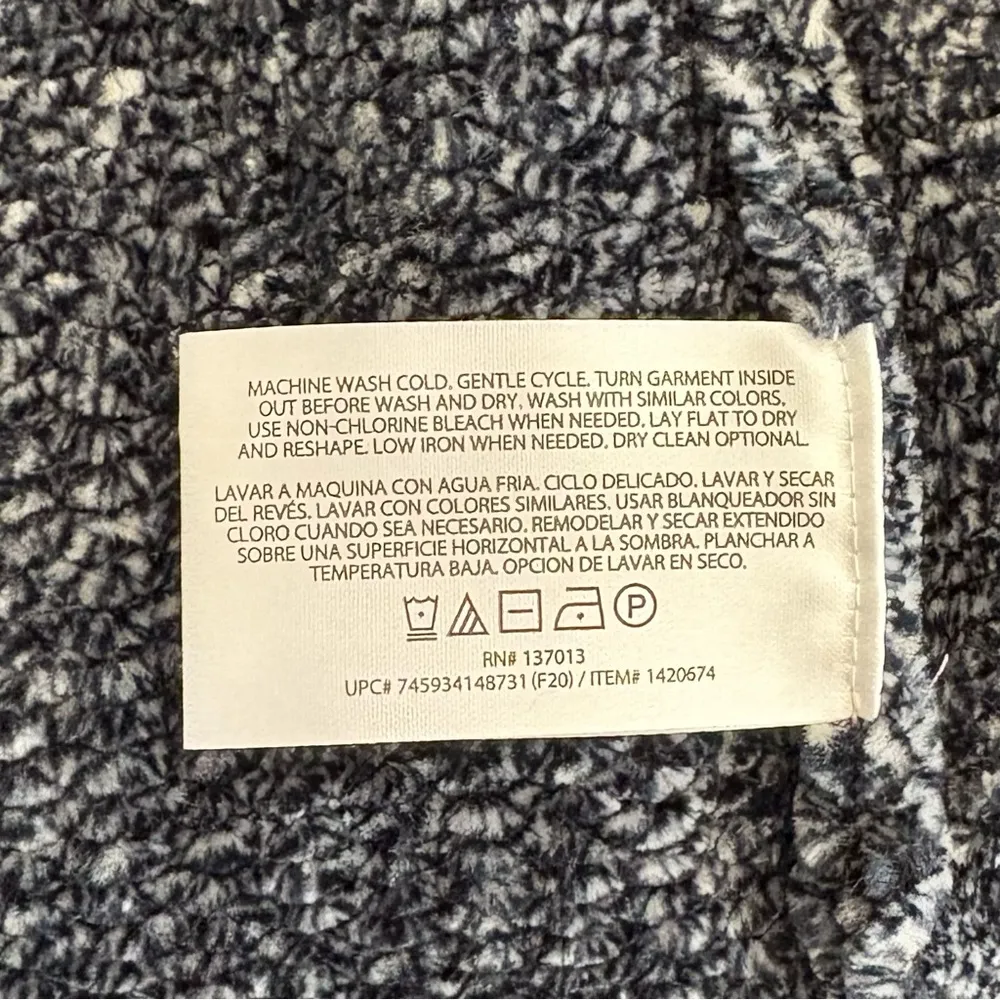 MACHINE WASH COLD. GENTLE CYCLE. TURN GARMENT INSIDE
OUT BEFORE WASH AND DRY, WASH WITH SIMILAR COLORS,
USE NON-CHLORINE BLEACH WHEN NEEDED. LAY FLAT TO DRY
AND RESHAPE. LOW IRON WHEN NEEDED. DRY CLEAN OPTIONAL.
LAVAR A MAQUINA CON AGUA FRIA. CICLO DELICADO. LAVAR Y SECAR
DEL REVÉS. LAVAR CON COLORES SIMILARES. USAR BLANQUEADOR SIN
CLORO CUANDO SEA NECESARIO. REMODELAR Y SECAR EXTENDIDO
SOBRE UNA SUPERFICIE HORIZONTAL A LA SOMBRA. PLANCHAR A
TEMPERATURA BAJA. OPCION DE LAVAR EN SECO.
P
RN# 137013
UPC# 745934148731 (F20) / ITEM# 1420674